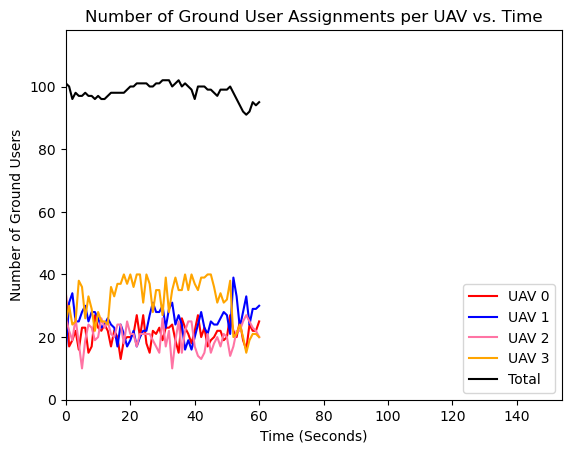 Number of Ground User Assignments per UAV vs. Time
Number of Ground Users
100
80
60
40
20
0
0 20 40 60 80 100 120 140
Time (Seconds)
UAV 0
UAV 1
UAV 2
UAV 3
Total